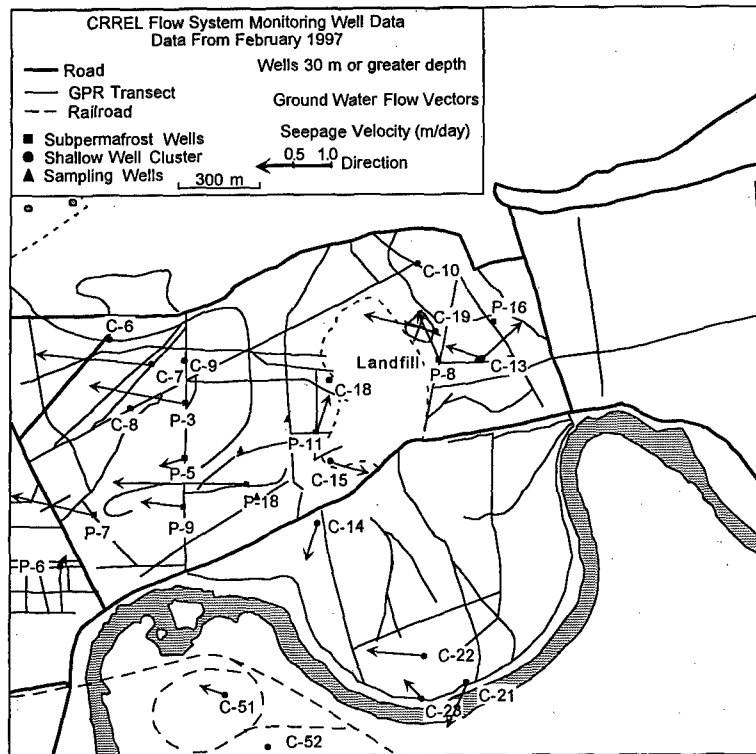 CRREL Flow System Monitoring Well Data
Data From February 1997
Road
Wells 30 m or greater depth
GPR Transect
Ground Water Flow Vectors
Railroad
Seepage Velocity (m/day)
Subpermafrost Wells
0.5 1.0
Direction
Shallow Well Cluster
Sampling Wells
300 m
C-10
P-16
C-6
C-19
C-9
Landfill
C-7
P-8
C-13
C-18
P-3
C-8
P-11
P-5
C-15
P-18
P-9
C-14
P-7
P-6
C-22
C-21
C-51
C-23
C-52